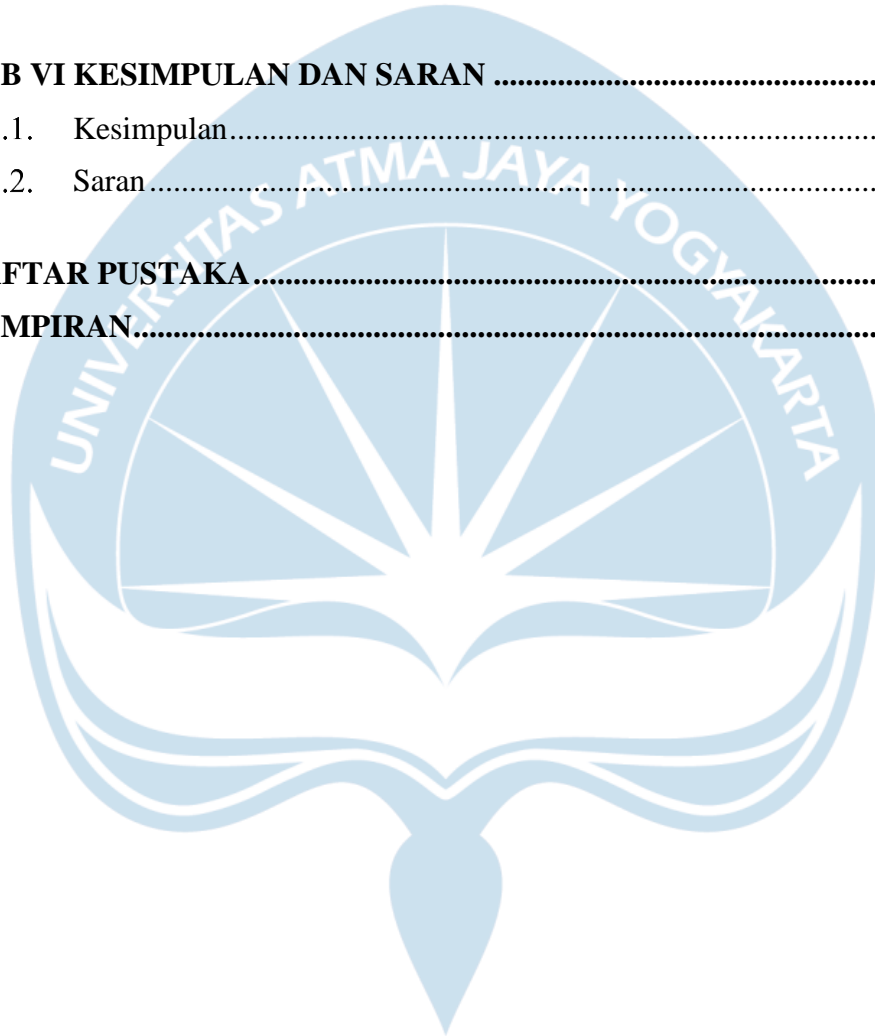 B VI KESIMPULAN DAN SARAN ................................................
.1. Kesimpulan.................................................................................
.2. Saran...........................................................................................
UNIVERSITAS ATMA JAYA YOGYAKARTA
FTAR PUSTAKA..............................................................................
MPIRAN.............................................................................................